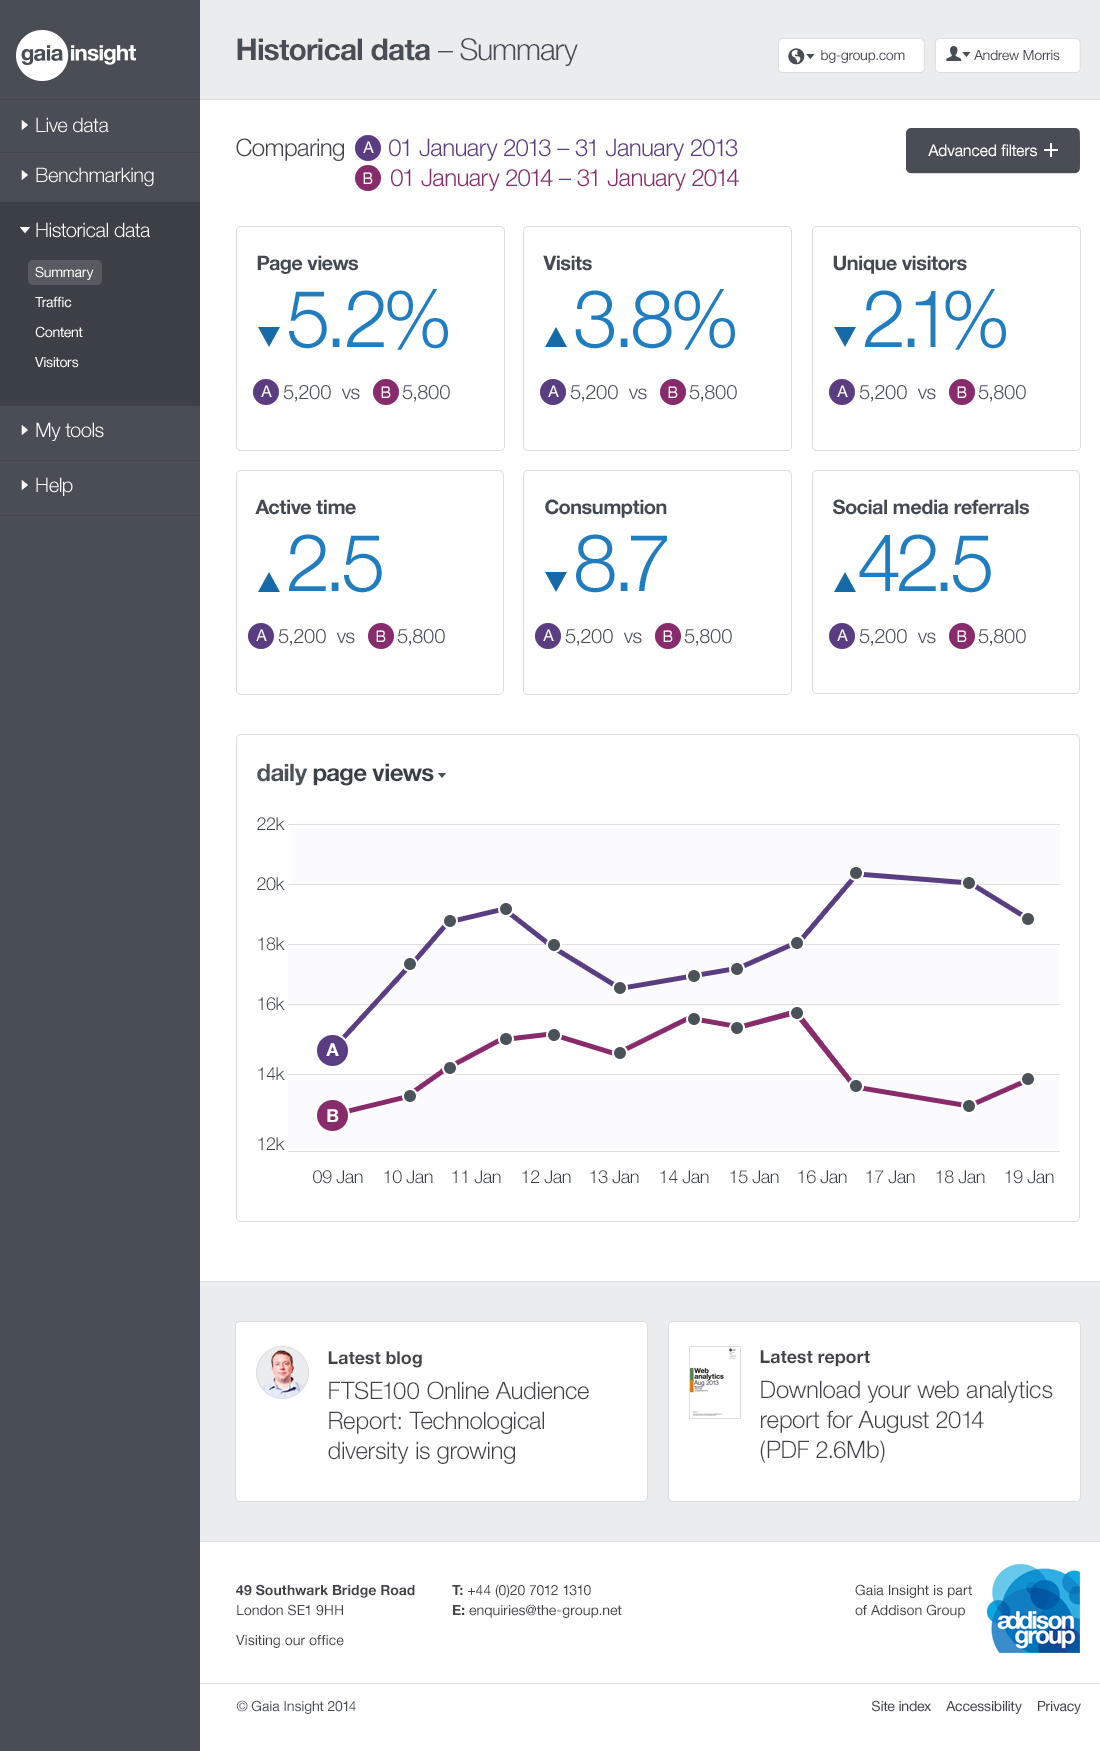 gaia insight
Historical data – Summary
bg-group.com
Andrew Morris
Live data
Benchmarking
Historical data
Summary
Traffic
Content
Visitors
My tools
Help
Comparing A 01 January 2013 – 31 January 2013
B 01 January 2014 – 31 January 2014
Advanced filters
Page views
5.2%
A 5,200 vs B 5,800
Visits
3.8%
A 5,200 vs B 5,800
Unique visitors
2.1%
A 5,200 vs B 5,800
Active time
2.5
A 5,200 vs B 5,800
Consumption
8.7
A 5,200 vs B 5,800
Social media referrals
42.5
A 5,200 vs B 5,800
daily page views
22k
20k
18k
16k
14k
12k
A
B
09 Jan 10 Jan 11 Jan 12 Jan 13 Jan 14 Jan 15 Jan 16 Jan 17 Jan 18 Jan 19 Jan
Latest blog
FTSE100 Online Audience
Report: Technological
diversity is growing
Web
analytics
Aug 2013
Latest report
Download your web analytics
report for August 2014
(PDF 2.6Mb)
49 Southwark Bridge Road
London SE1 9HH
Visiting our office
T: +44 (0)20 7012 1310
E: enquiries@the-group.net
Gaia Insight is part
of Addison Group
addison
group
© Gaia Insight 2014
Site index Accessibility Privacy